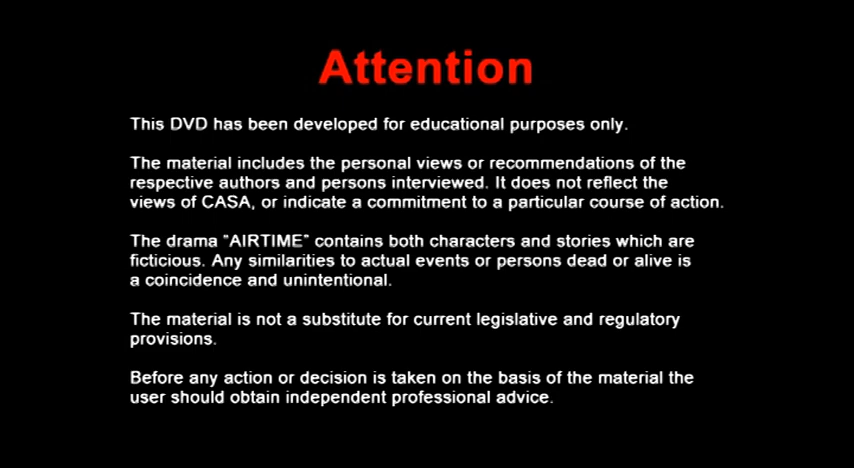 Attention
This DVD has been developed for educational purposes only.
The material includes the personal views or recommendations of the
respective authors and persons interviewed. It does not reflect the
views of CASA, or indicate a commitment to a particular course of action.
The drama "AIRTIME" contains both characters and stories which are
ficticious. Any similarities to actual events or persons dead or alive is
a coincidence and unintentional.
The material is not a substitute for current legislative and regulatory
provisions.
Before any action or decision is taken on the basis of the material the
user should obtain independent professional advice.